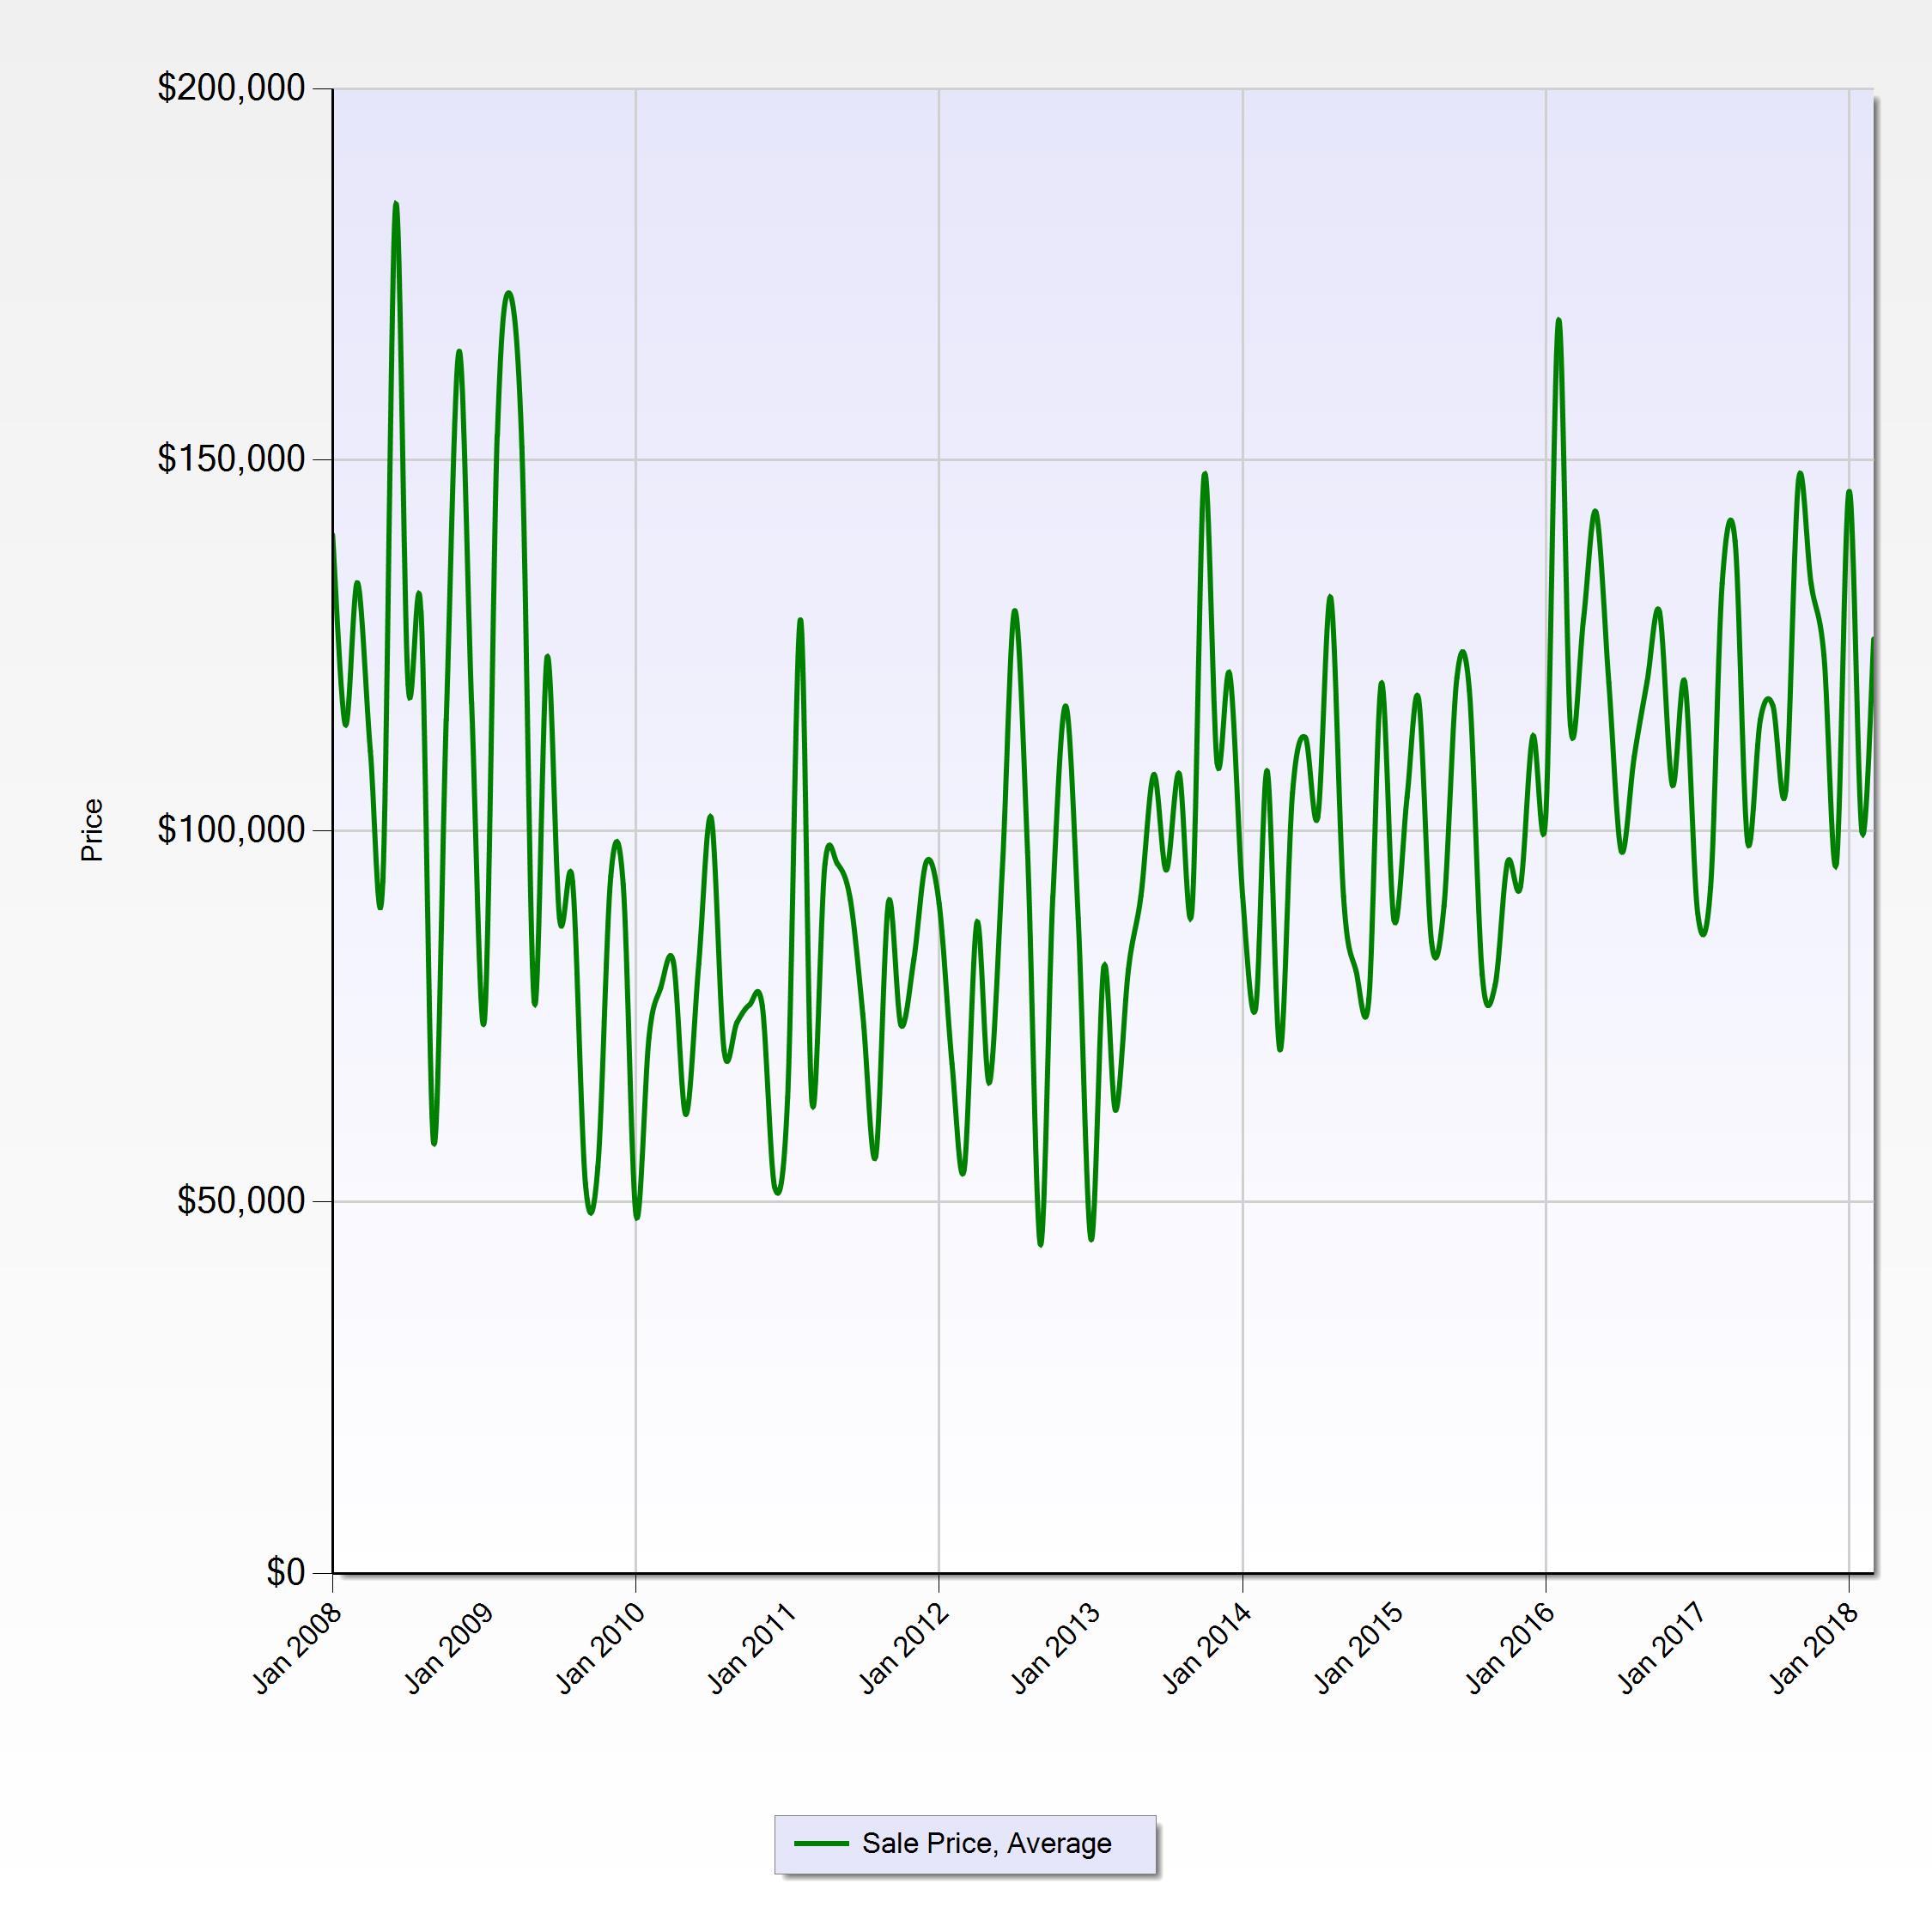 $200,000
$150,000
Price
$100,000
$50,000
$0
Jan 2008
Jan 2009
Jan 2010
Jan 2011
Jan 2012
Jan 2013
Jan 2014
Jan 2015
Jan 2016
Jan 2017
Jan 2018
Sale Price, Average